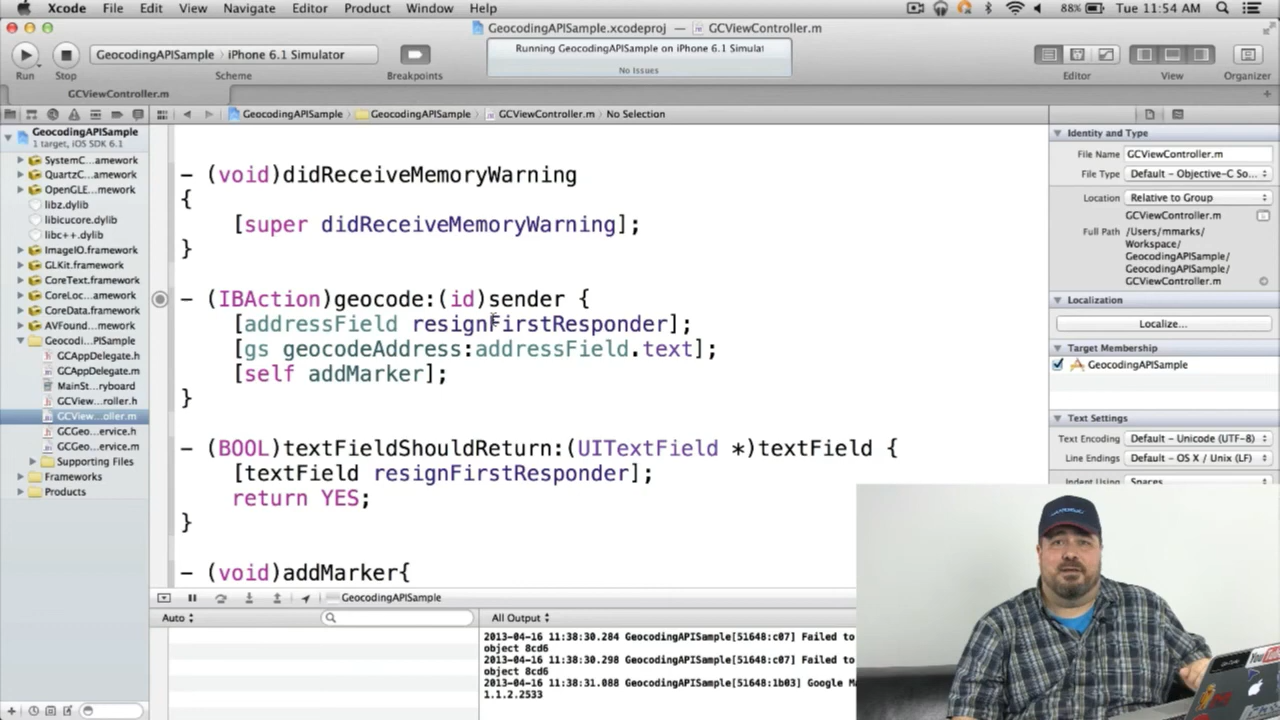 Xcode File Edit View Navigate Editor Product Window Help 88% Tue 11:54 AM
GeocodingAPISample.xcodeproj — GCViewController.m
GeocodingAPISample iPhone 6.1 Simulator
Running GeocodingAPISample on iPhone 6.1 Simulat
No Issues
Run Stop Scheme Breakpoints Editor View Organizer
GCViewController.m
GeocodingAPISample GeocodingAPISample GCViewController.m No Selection
GeocodingAPISample
1 target, iOS SDK 6.1
SystemC...amework
QuartzC...amework
OpenGLE...mework
libz.dylib
libicucore.dylib
libc++.dylib
ImageIO.framework
GLKit.framework
CoreText.framework
CoreLoc...mework
CoreData.framework
AVFoun...mework
Geocodi...PISample
GCAppDelegate.h
GCAppDelegate.m
MainSt...ryboard
GCView...roller.h
GCView...oller.m
GCGeo...ervice.h
GCGeo...ervice.m
Supporting Files
Frameworks
Products
- (void)didReceiveMemoryWarning
{
[super didReceiveMemoryWarning];
}
- (IBAction)geocode:(id)sender {
[addressField resignFirstResponder];
[gs geocodeAddress:addressField.text];
[self addMarker];
}
- (BOOL)textFieldShouldReturn:(UITextField *)textField {
[textField resignFirstResponder];
return YES;
}
- (void)addMarker{
Identity and Type
File Name GCViewController.m
File Type Default - Objective-C So...
Location Relative to Group
GCViewController.m
Full Path /Users/mmarks/
Workspace/
GeocodingAPISample/
GeocodingAPISample/
GCViewController.m
Localization
Localize...
Target Membership
GeocodingAPISample
Text Settings
Text Encoding Default - Unicode (UTF-8)
Line Endings Default - OS X / Unix (LF)
Indent Using Spaces
GeocodingAPISample
Auto All Output
2013-04-16 11:38:30.284 GeocodingAPISample[51648:c07] Failed to
object 8cd6
2013-04-16 11:38:30.298 GeocodingAPISample[51648:c07] Failed to
object 8cd6
2013-04-16 11:38:31.088 GeocodingAPISample[51648:1b03] Google Ma
1.1.2.2533